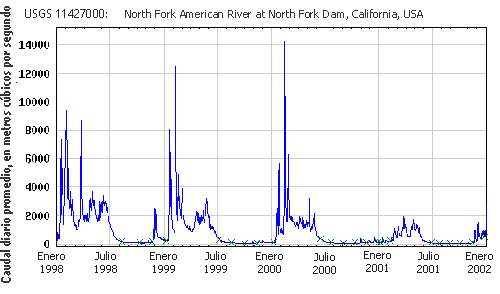 USGS 11427000: North Fork American River at North Fork Dam, California, USA
Caudal diario promedio, en metros cúbicos por segundo
14000
12000
10000
8000
6000
4000
2000
0
Enero Julio Enero Julio Enero Julio Enero Julio Enero
1998 1998 1999 1999 2000 2000 2001 2001 2002